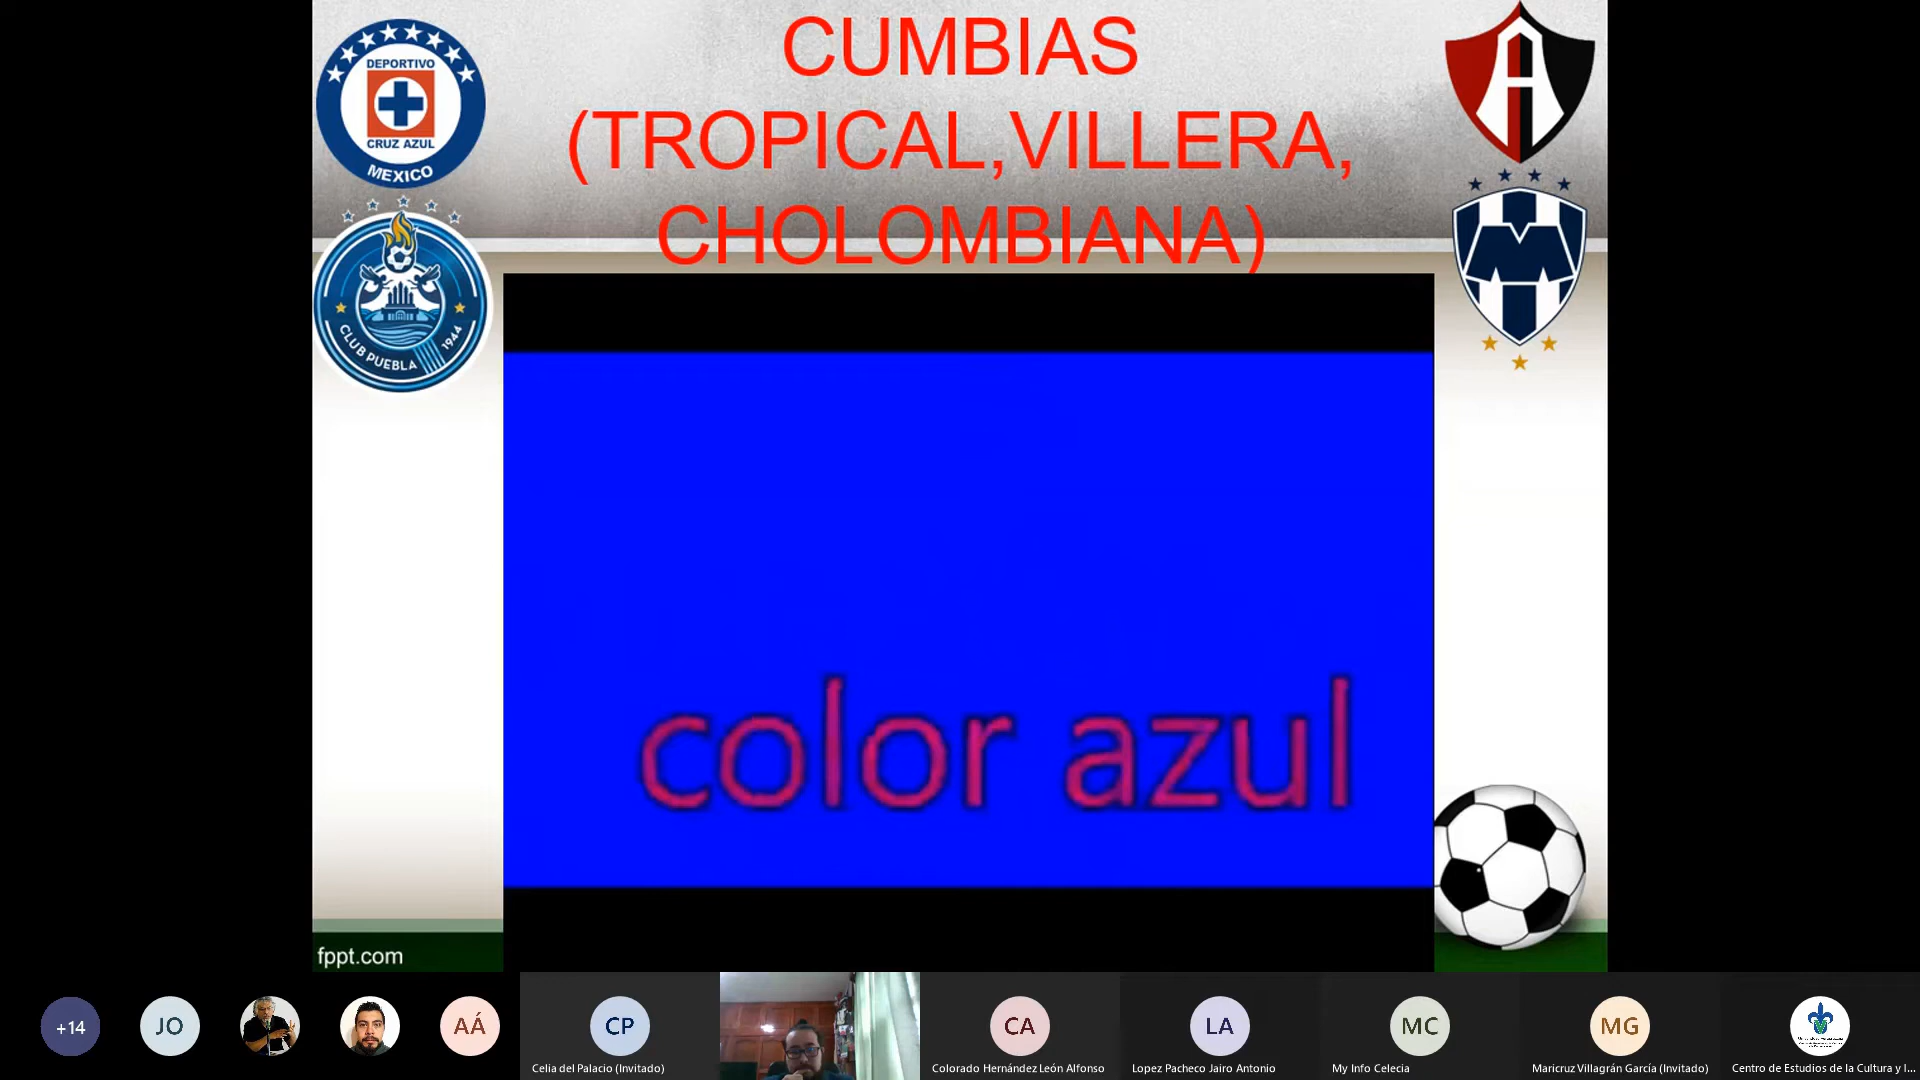 CUMBIAS
(TROPICAL,VILLERA,
CHOLOMBIANA)
DEPORTIVO
CRUZ AZUL
MEXICO
CLUB PUEBLA 1944
A
M
color azul
fppt.com
+14
JO
AÁ
CP
CA
LA
MC
MG
Celia del Palacio (Invitado)
Colorado Hernández León Alfonso
Lopez Pacheco Jairo Antonio
My Info Celecia
Maricruz Villagrán García (Invitado)
Centro de Estudios de la Cultura y l...